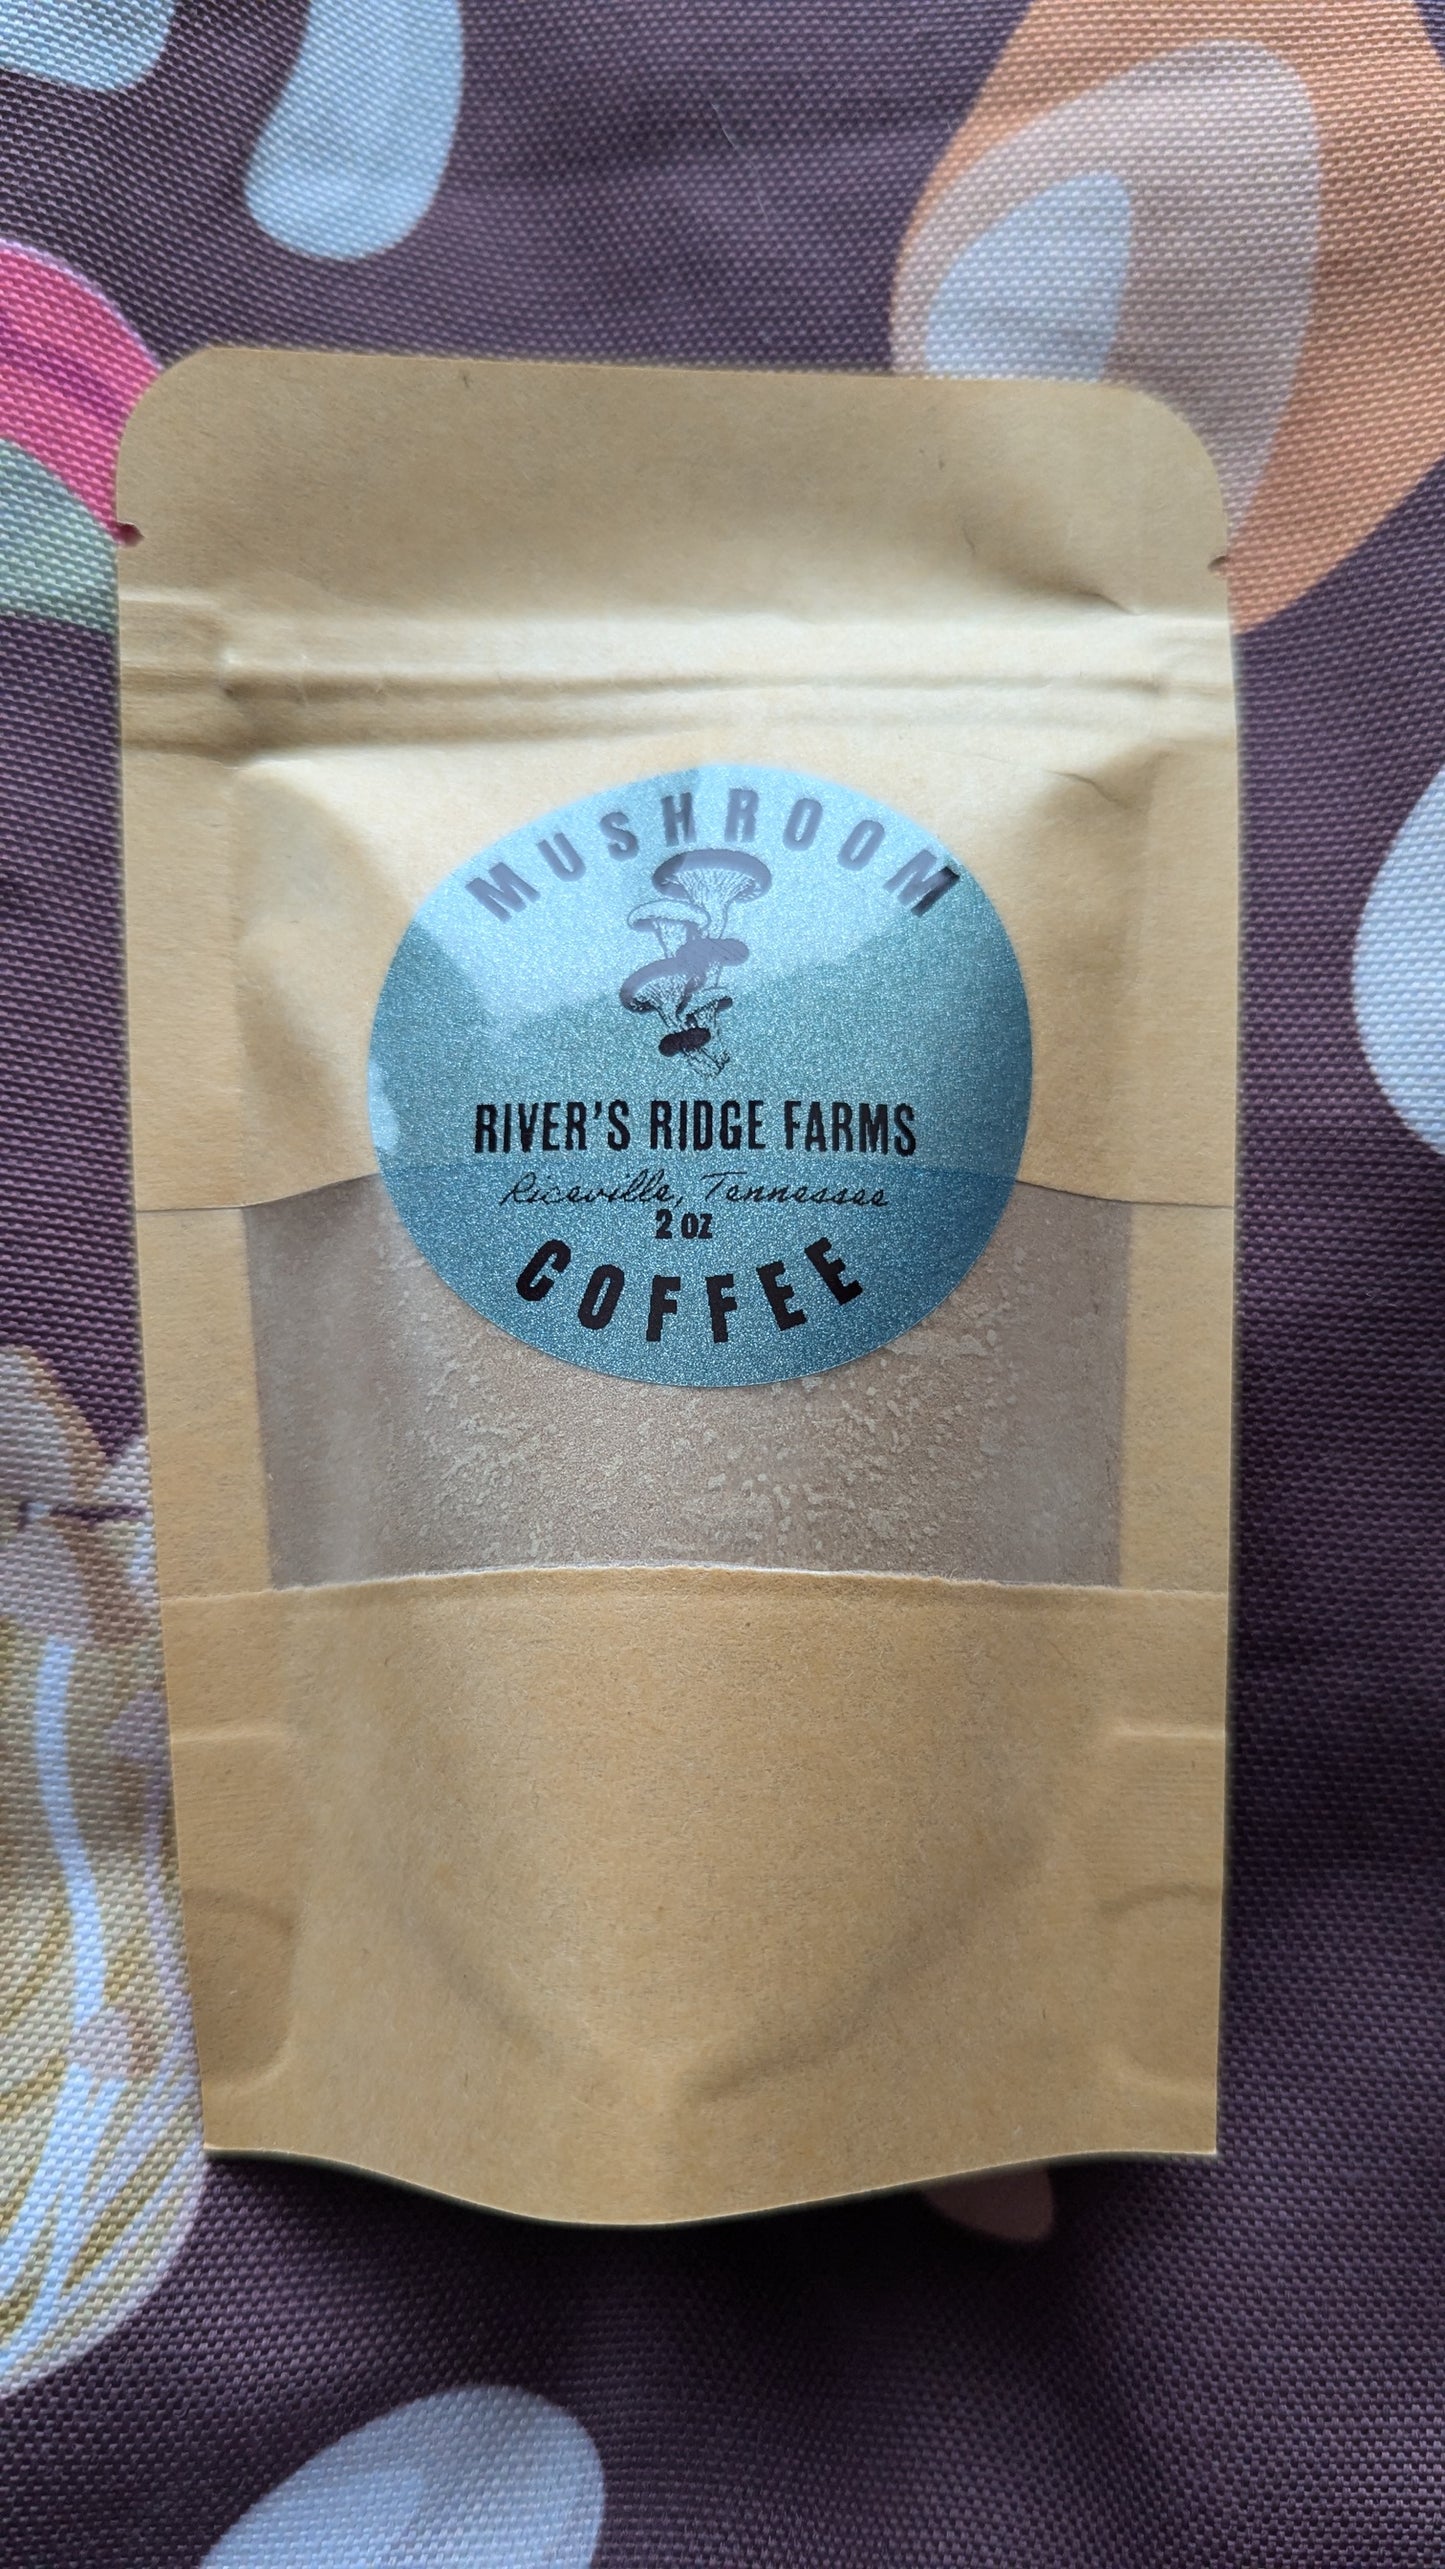 MUSHROOM
RIVER'S RIDGE FARMS
Riceville, Tennessee
2 OZ
COFFEE